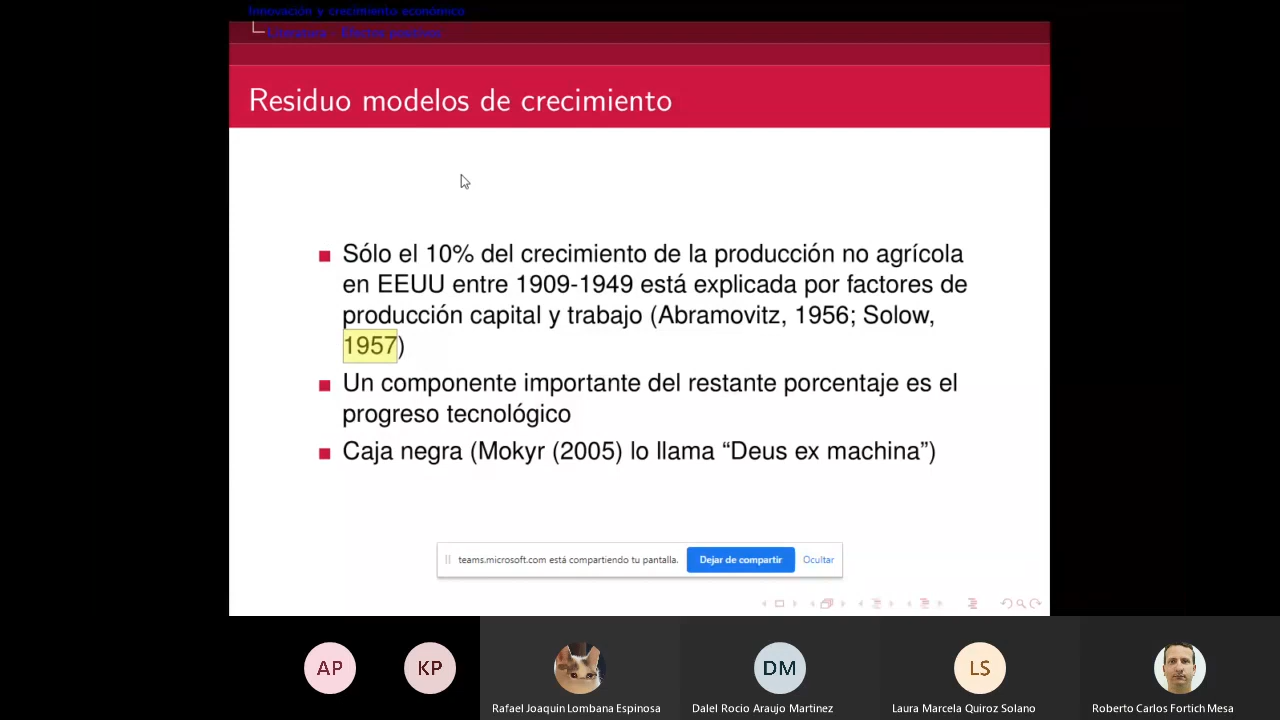 Innovación y crecimiento económico
Literatura - Efectos positivos
Residuo modelos de crecimiento
Sólo el 10% del crecimiento de la producción no agrícola
en EEUU entre 1909-1949 está explicada por factores de
producción capital y trabajo (Abramovitz, 1956; Solow,
1957)
Un componente importante del restante porcentaje es el
progreso tecnológico
Caja negra (Mokyr (2005) lo llama “Deus ex machina”)
teams.microsoft.com está compartiendo tu pantalla. Dejar de compartir Ocultar
AP KP DM LS
Rafael Joaquin Lombana Espinosa Dalel Rocio Araujo Martinez Laura Marcela Quiroz Solano Roberto Carlos Fortich Mesa